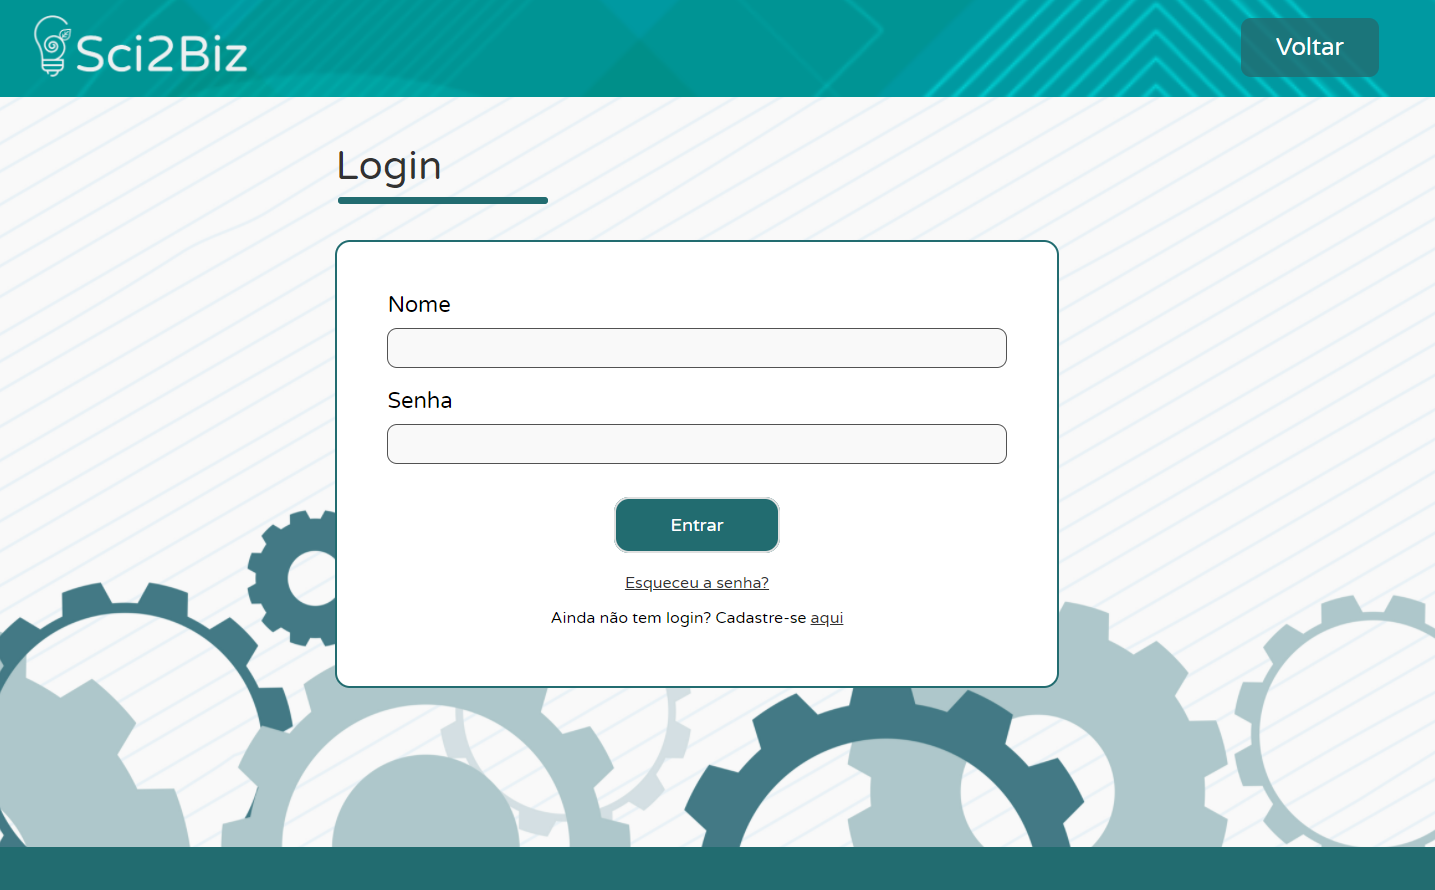 Sci2Biz
Voltar
Login
Nome
Senha
Entrar
Esqueceu a senha?
Ainda não tem login? Cadastre-se aqui